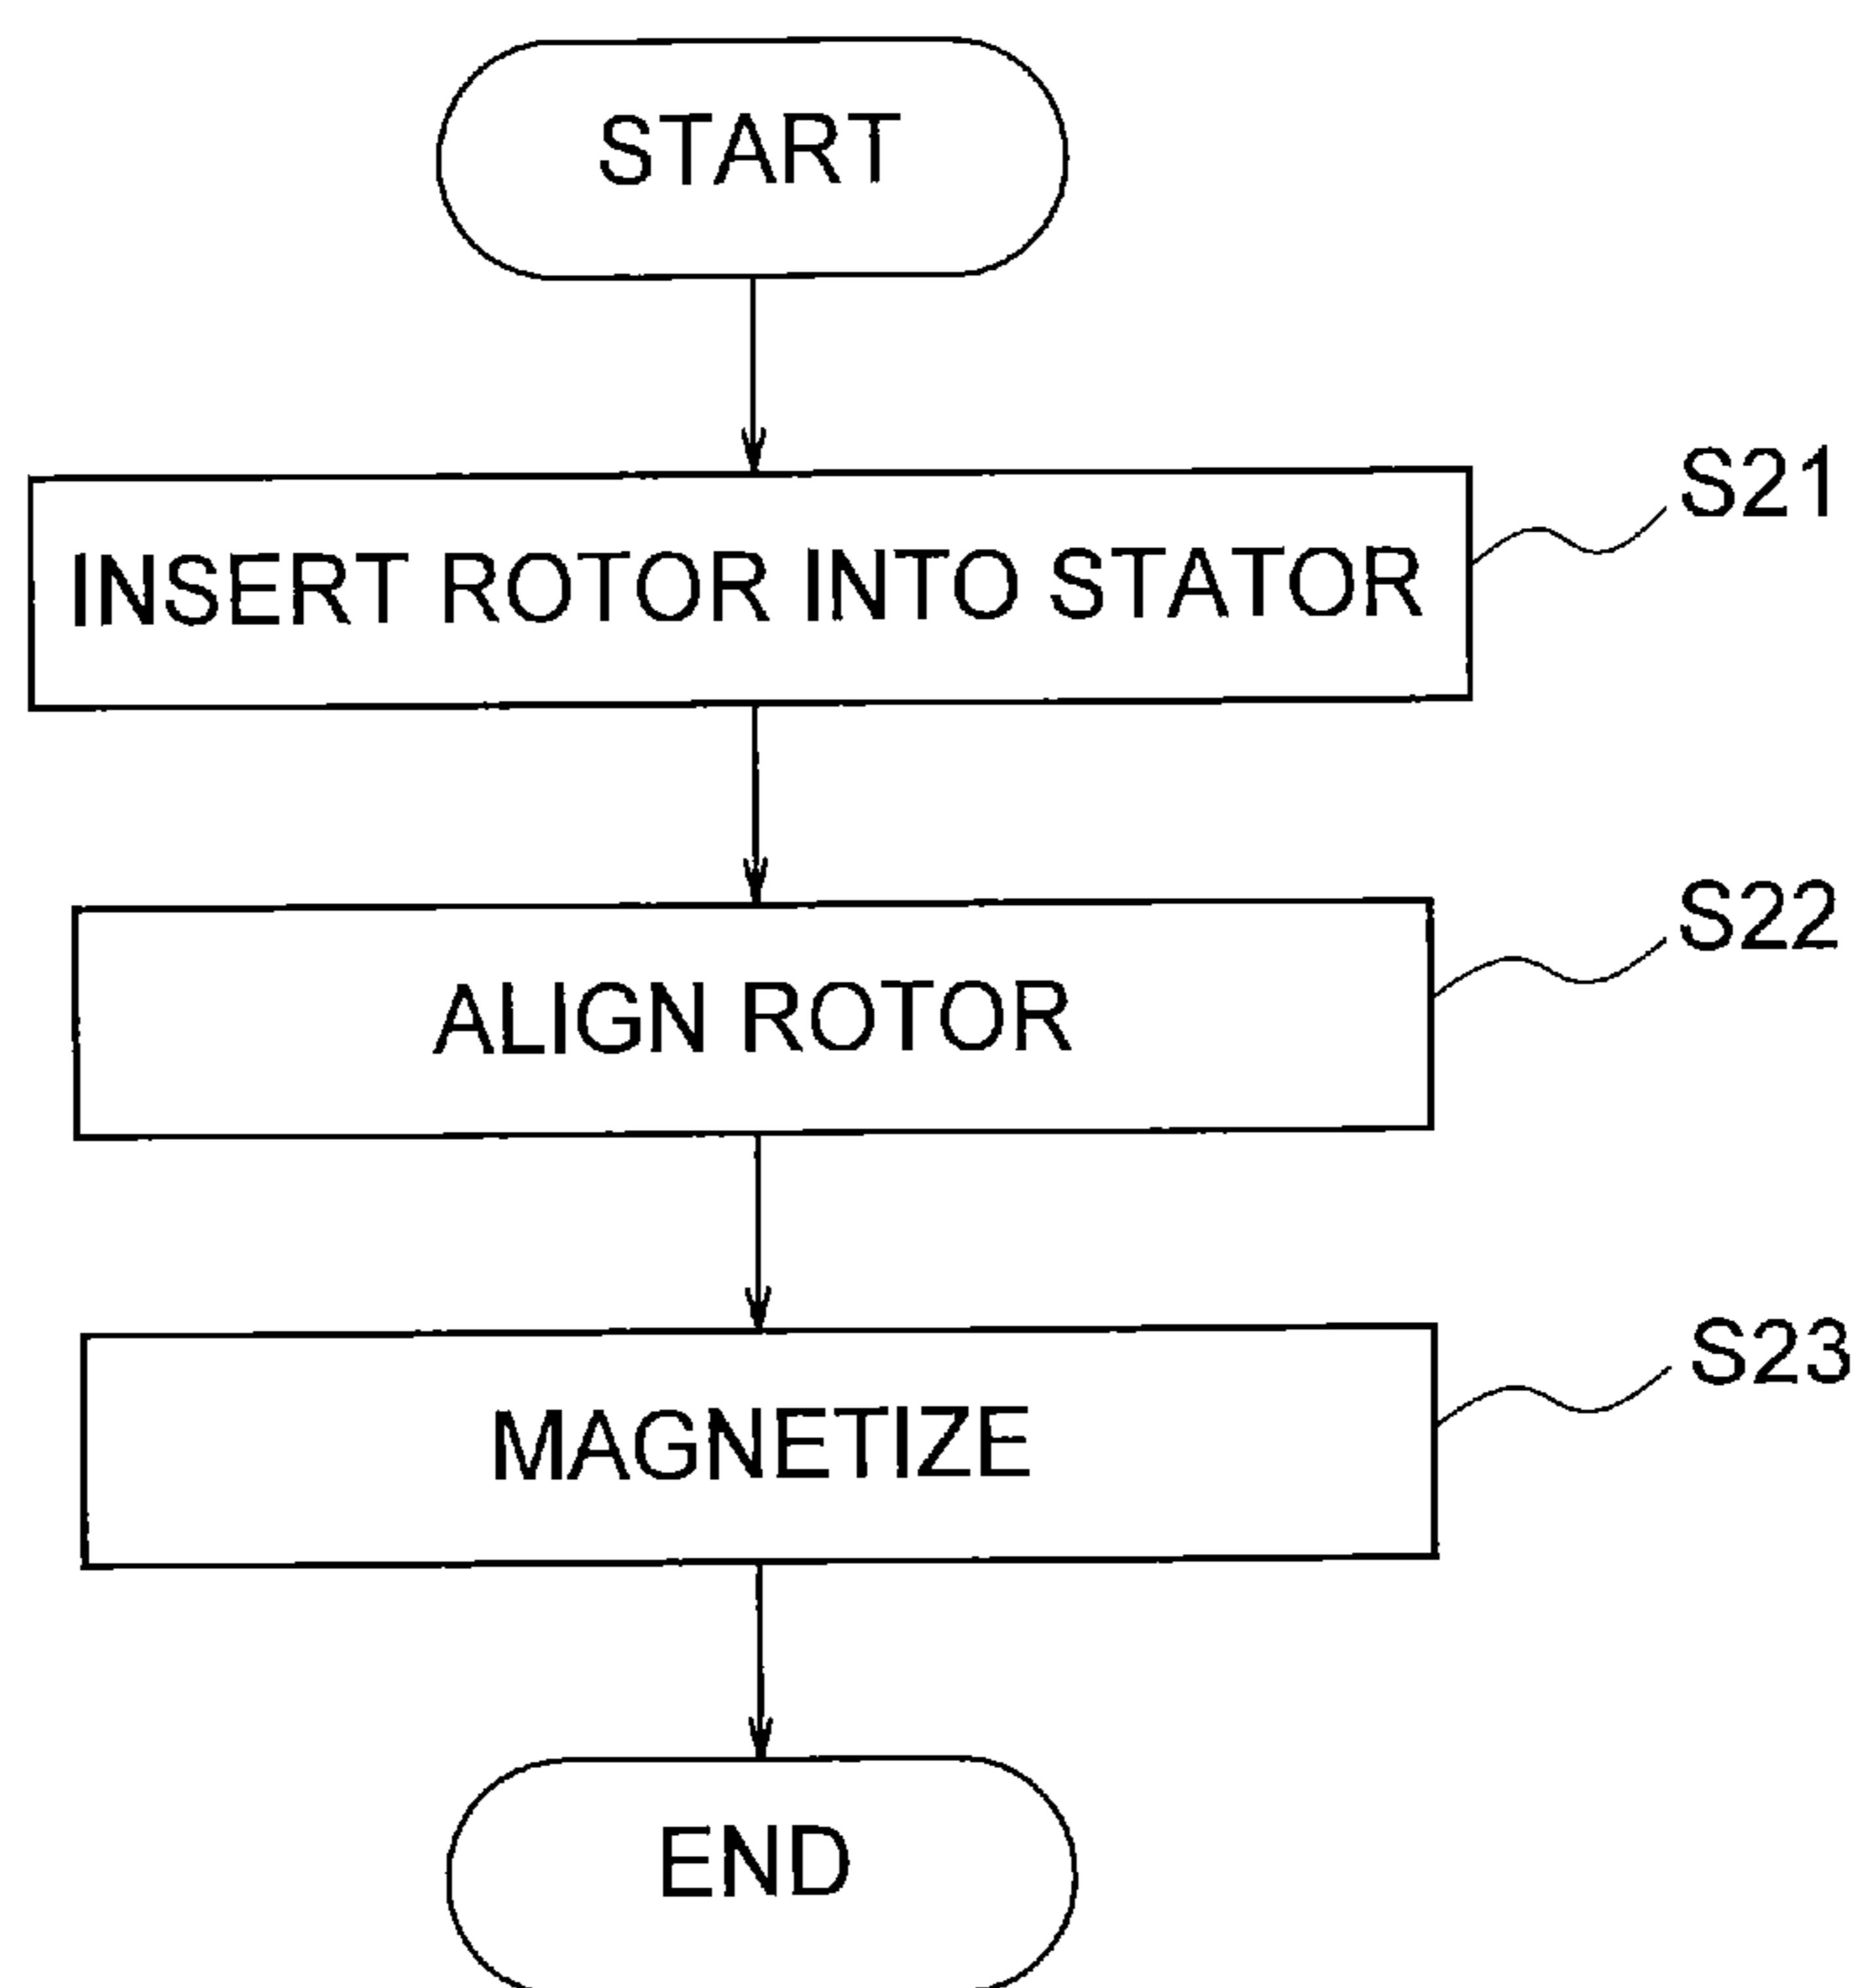 START
INSERT ROTOR INTO STATOR
S21
ALIGN ROTOR
S22
MAGNETIZE
S23
END